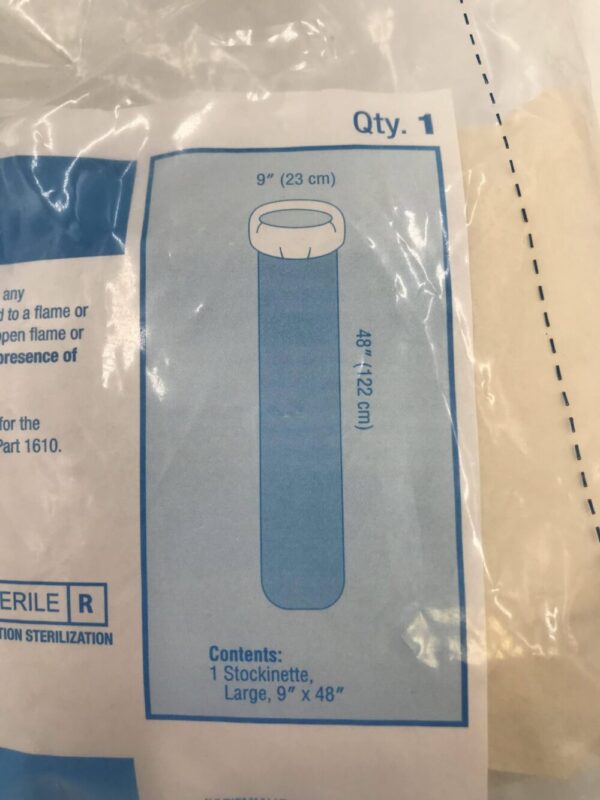 Qty. 1
9" (23 cm)
48" (122 cm)
any
to a flame or
open flame or
presence of
for the
Part 1610.
ERILE R
TION STERILIZATION
Contents:
1 Stockinette,
Large, 9" x 48"